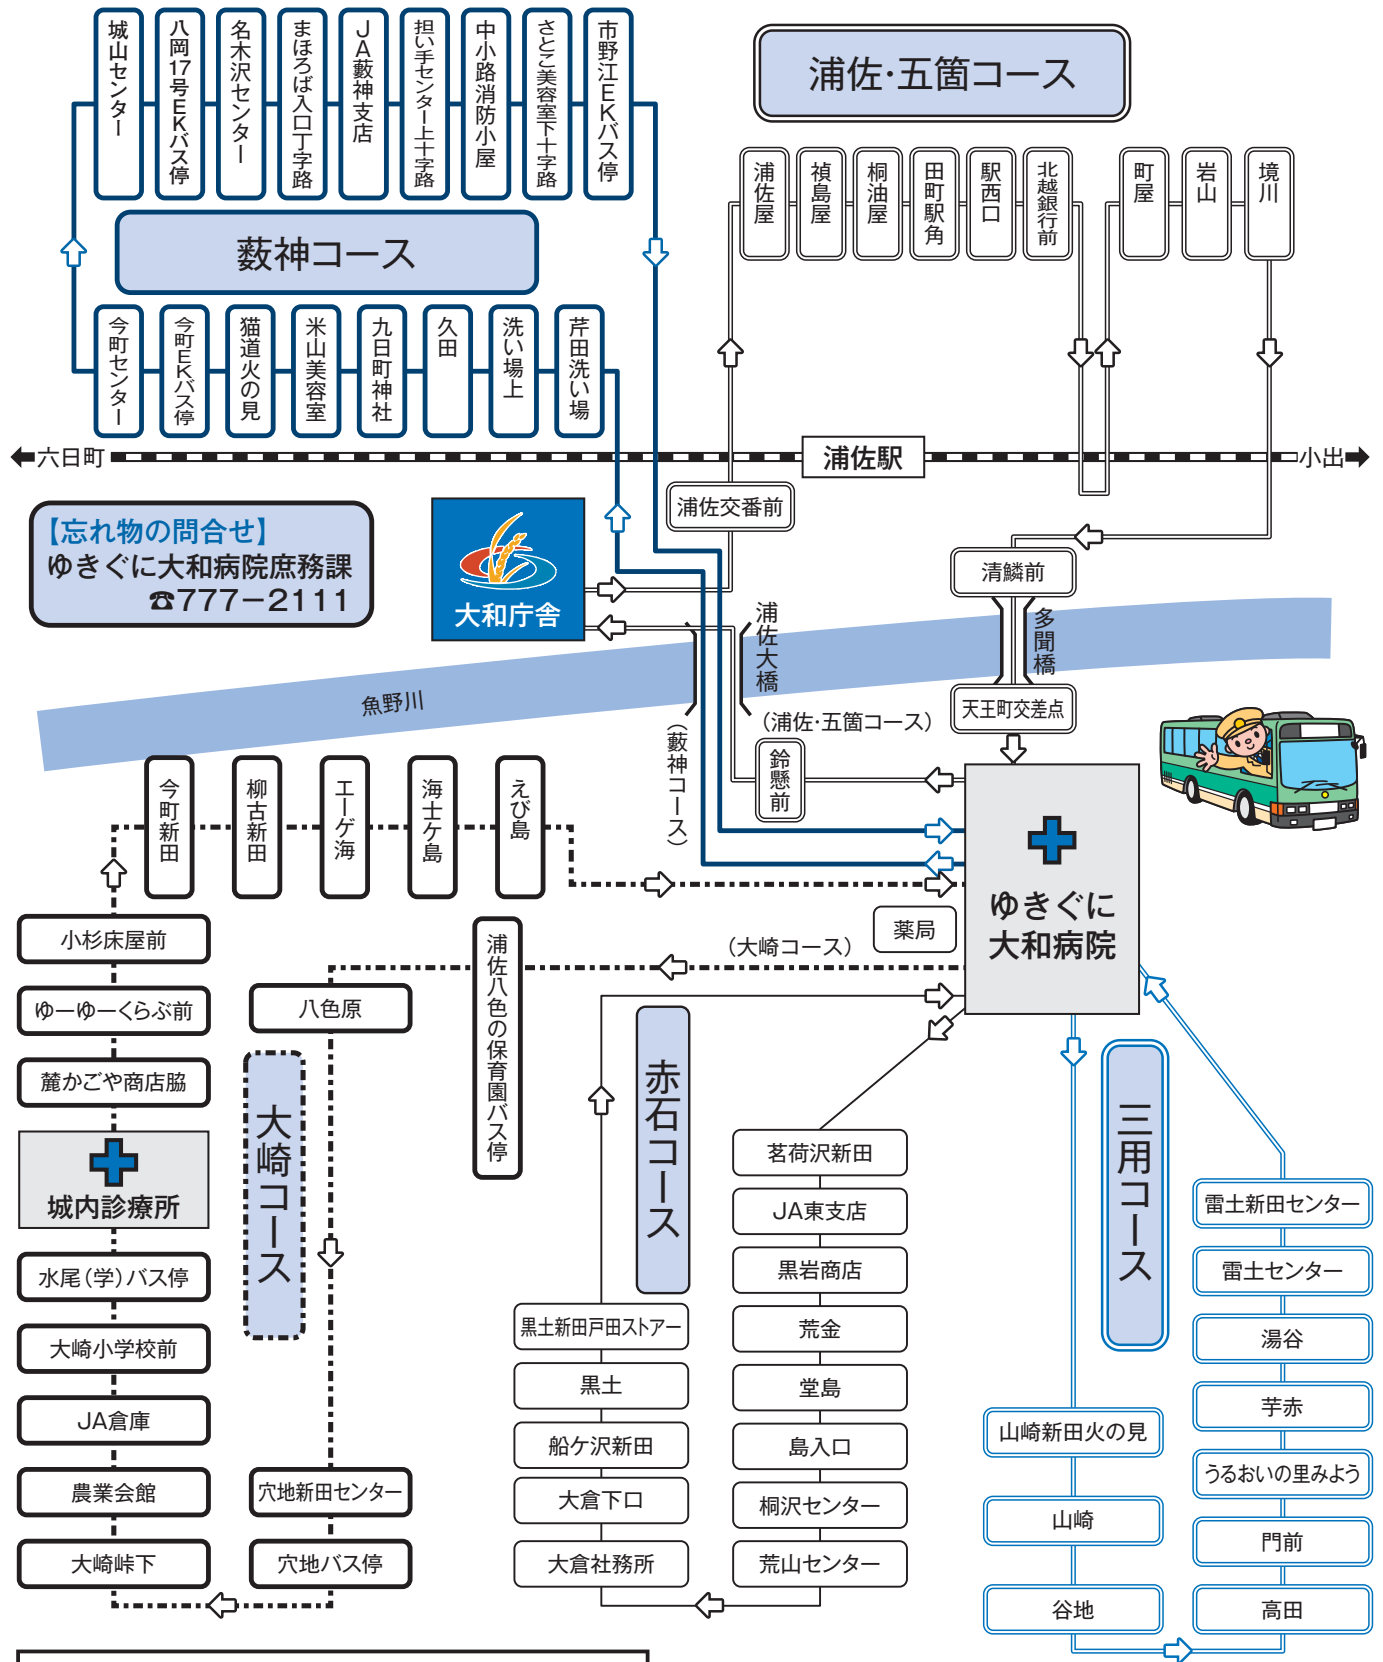 城山センター
八岡17号EKバス停
名木沢センター
まほろば入口丁字路
JA藪神支店
担い手センター上十字路
中小路消防小屋
さとこ美容室下十字路
市野江EKバス停
浦佐・五箇コース
浦佐屋
禎島屋
桐油屋
田町駅角
駅西口
北越銀行前
町屋
岩山
境川
藪神コース
今町センター
今町EKバス停
猫道火の見
米山美容室
九日町神社
久田
洗い場上
芹田洗い場
六日町
浦佐駅
小出
浦佐交番前
【忘れ物の問合せ】
ゆきぐに大和病院庶務課
☎777−2111
大和庁舎
清鱗前
浦佐大橋
多聞橋
魚野川
天王町交差点
(浦佐・五箇コース)
(藪神コース)
鈴懸前
今町新田
柳古新田
エーゲ海
海士ケ島
えび島
ゆきぐに
大和病院
薬局
(大崎コース)
小杉床屋前
ゆーゆーくらぶ前
麓かごや商店脇
城内診療所
水尾(学)バス停
大崎小学校前
JA倉庫
農業会館
大崎峠下
八色原
大崎コース
穴地新田センター
穴地バス停
浦佐八色の保育園バス停
赤石コース
黒土新田戸田ストアー
黒土
船ケ沢新田
大倉下口
大倉社務所
茗荷沢新田
JA東支店
黒岩商店
荒金
堂島
島入口
桐沢センター
荒山センター
三用コース
山崎新田火の見
山崎
谷地
雷土新田センター
雷土センター
湯谷
芋赤
うるおいの里みよう
門前
高田